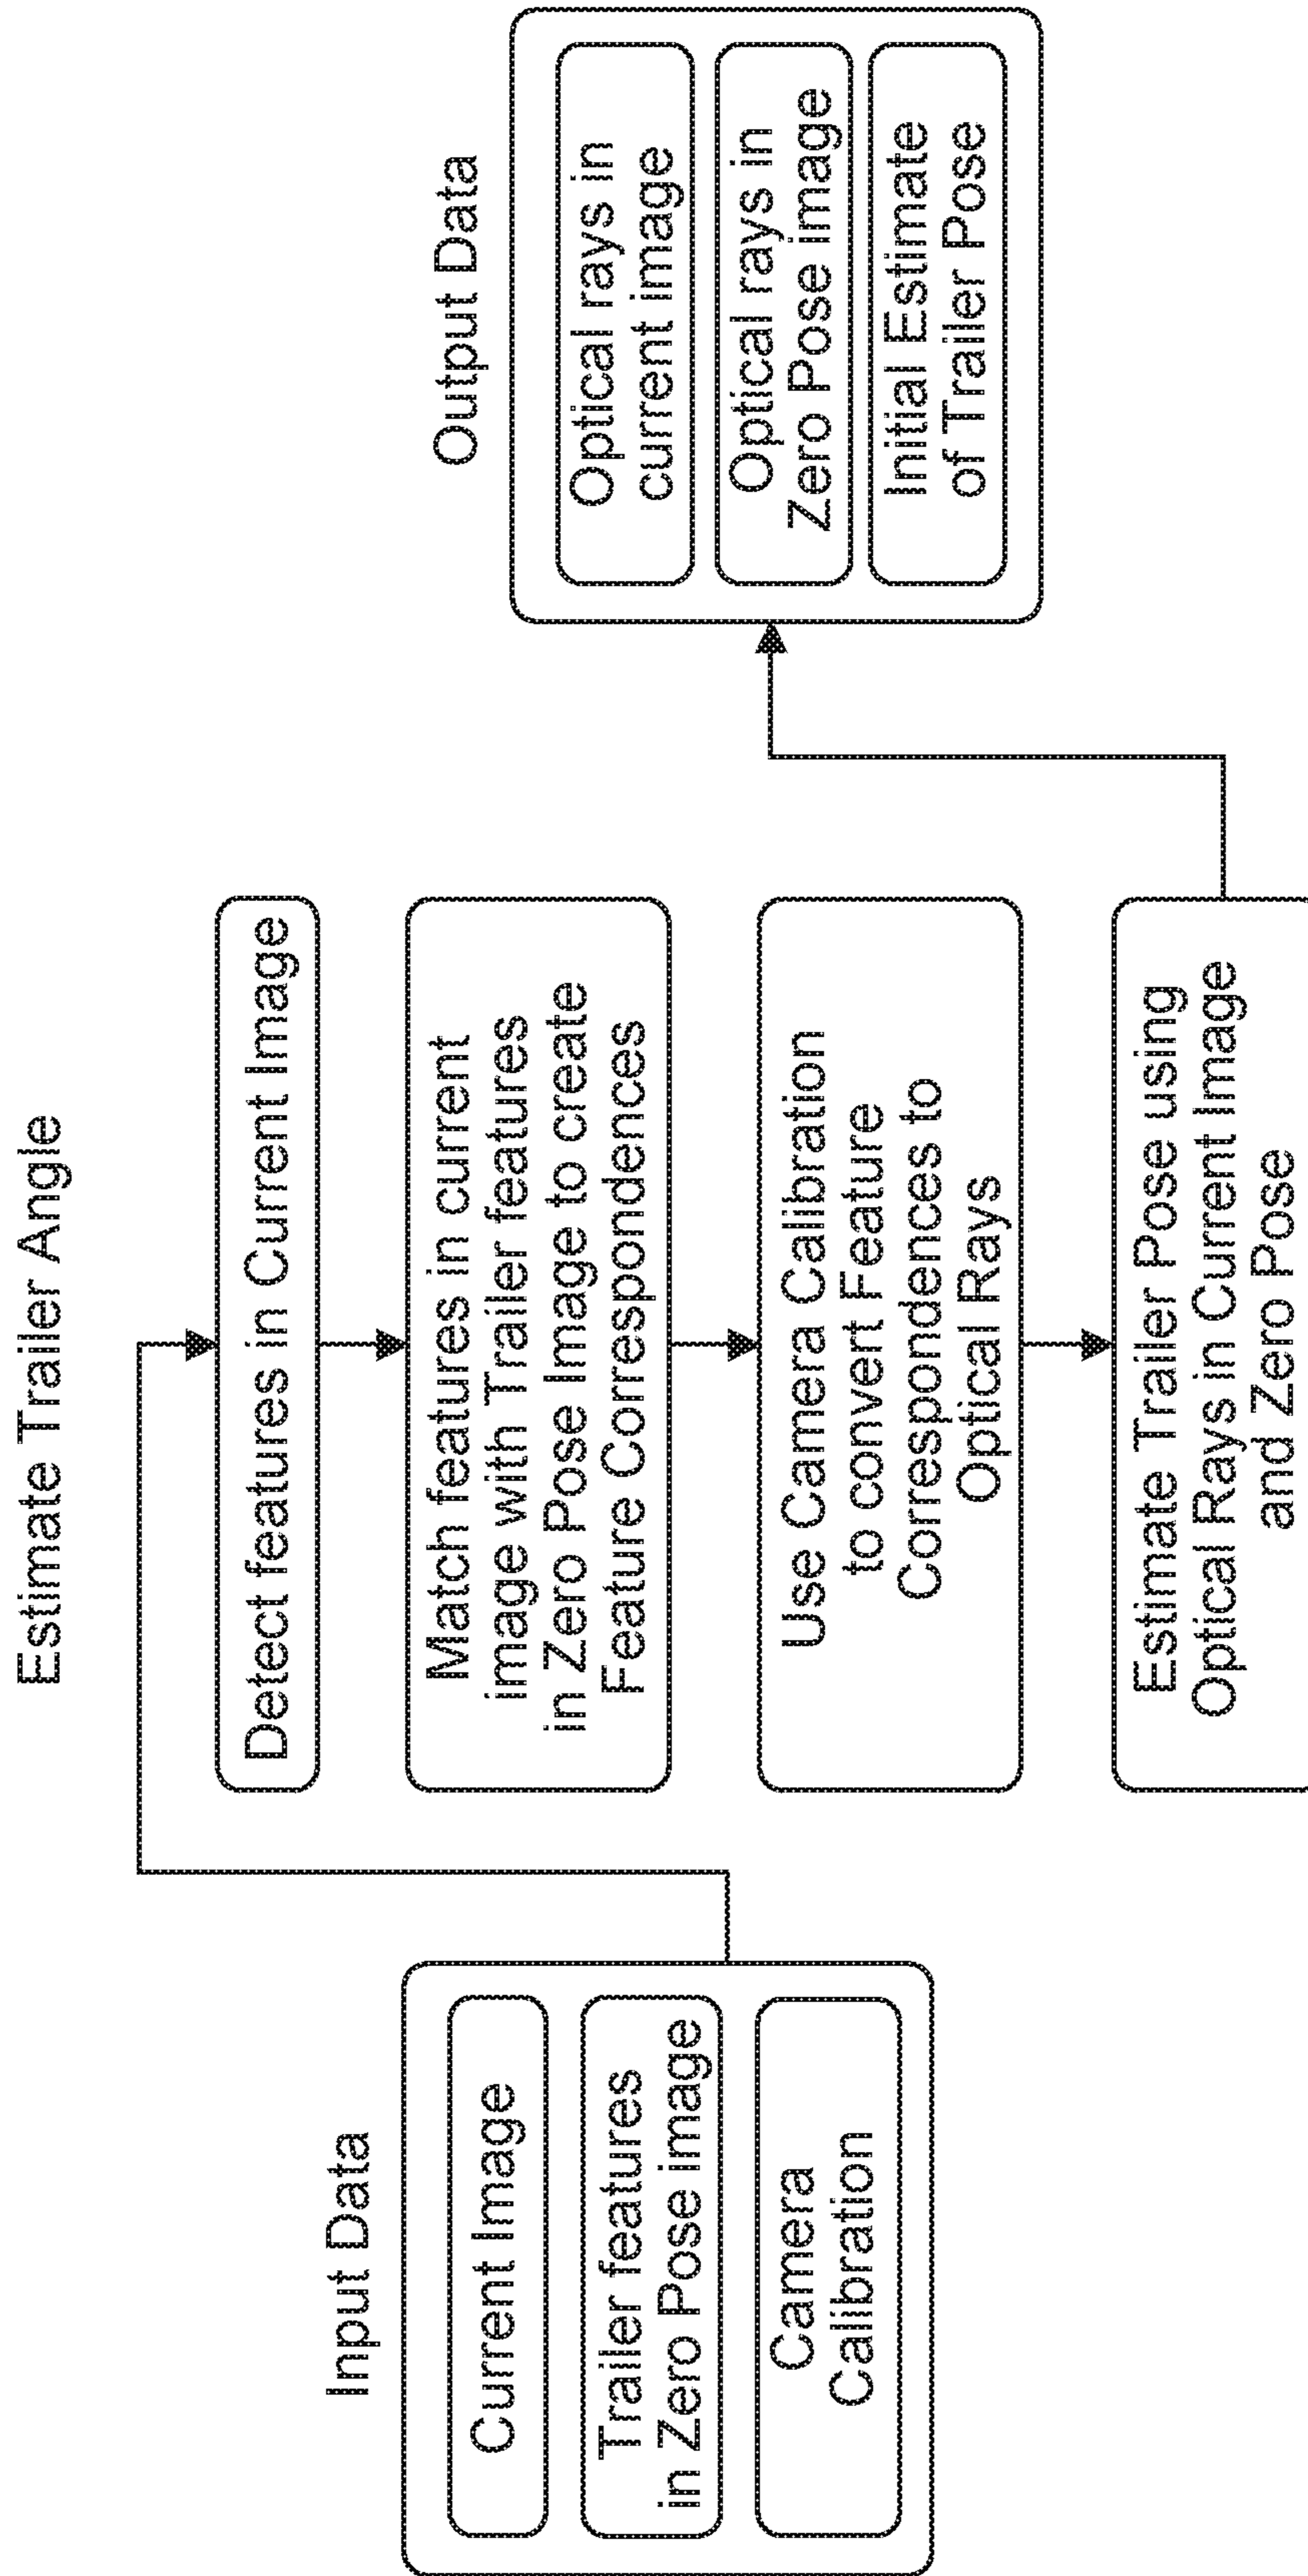 Estimate Trailer Angle
Input Data
Current Image
Trailer features
in Zero Pose image
Camera
Calibration
Detect features in Current Image
Match features in current
image with Trailer features
in Zero Pose Image to create
Feature Correspondences
Use Camera Calibration
to convert Feature
Correspondences to
Optical Rays
Estimate Trailer Pose using
Optical Rays in Current Image
and Zero Pose
Output Data
Optical rays in
current image
Optical rays in
Zero Pose image
Initial Estimate
of Trailer Pose